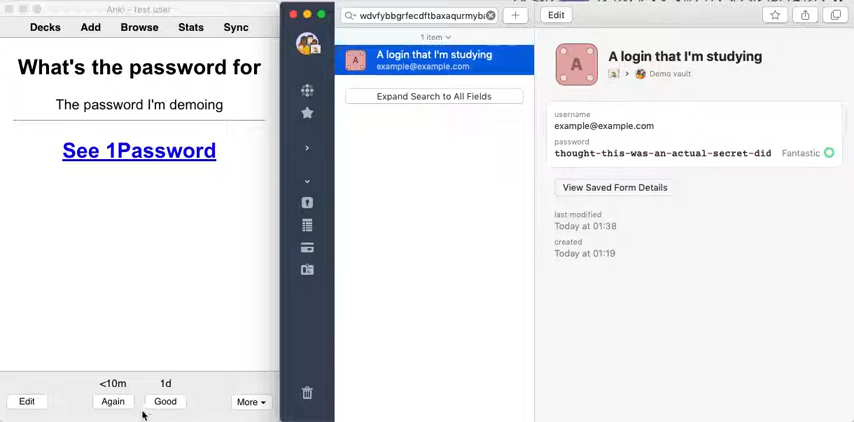 Anki - test user
Decks Add Browse Stats Sync
What's the password for
The password I'm demoing
See 1Password
<10m 1d
Edit Again Good More
wdvfybbgrfecdftbaxaqurmyb
1 item
A A login that I'm studying
example@example.com
Expand Search to All Fields
Edit
A A login that I'm studying
Demo vault
username
example@example.com
password
thought-this-was-an-actual-secret-did Fantastic
View Saved Form Details
last modified
Today at 01:38
created
Today at 01:19